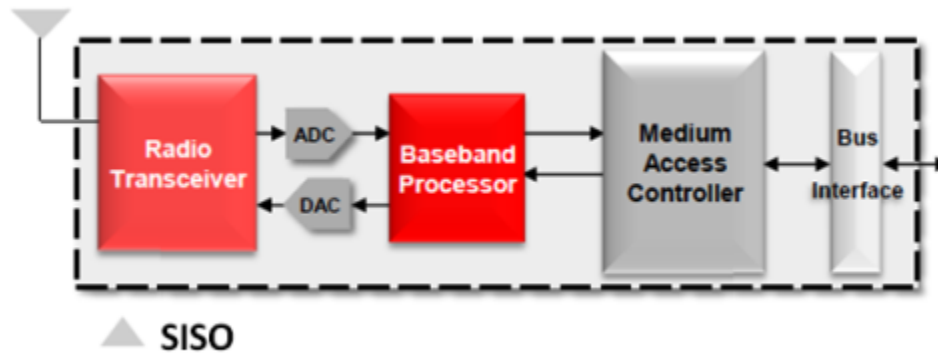 Radio
Transceiver
ADC
DAC
Baseband
Processor
Medium
Access
Controller
Bus
Interface
SISO